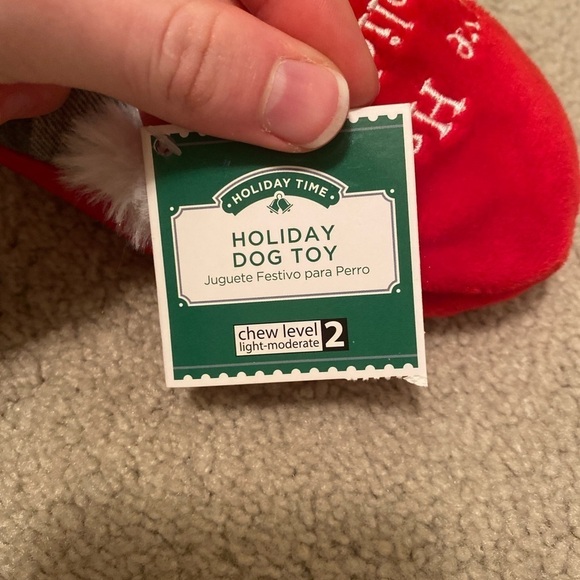 HOLIDAY TIME
HOLIDAY
DOG TOY
Juguete Festivo para Perro
chew level
light-moderate 2